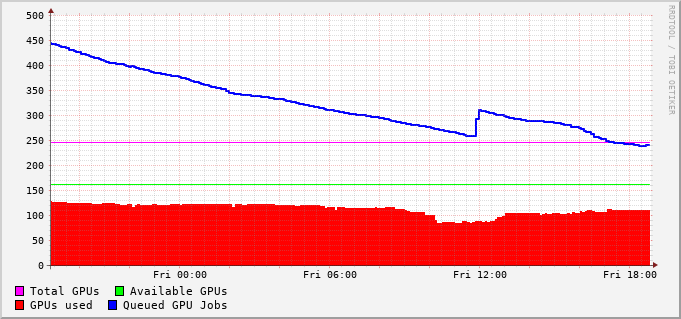 500
450
400
350
300
250
200
150
100
50
0
Fri 00:00 Fri 06:00 Fri 12:00 Fri 18:00
Total GPUs Available GPUs
GPUs used Queued GPU Jobs
RRDTOOL / TOBI OETIKER